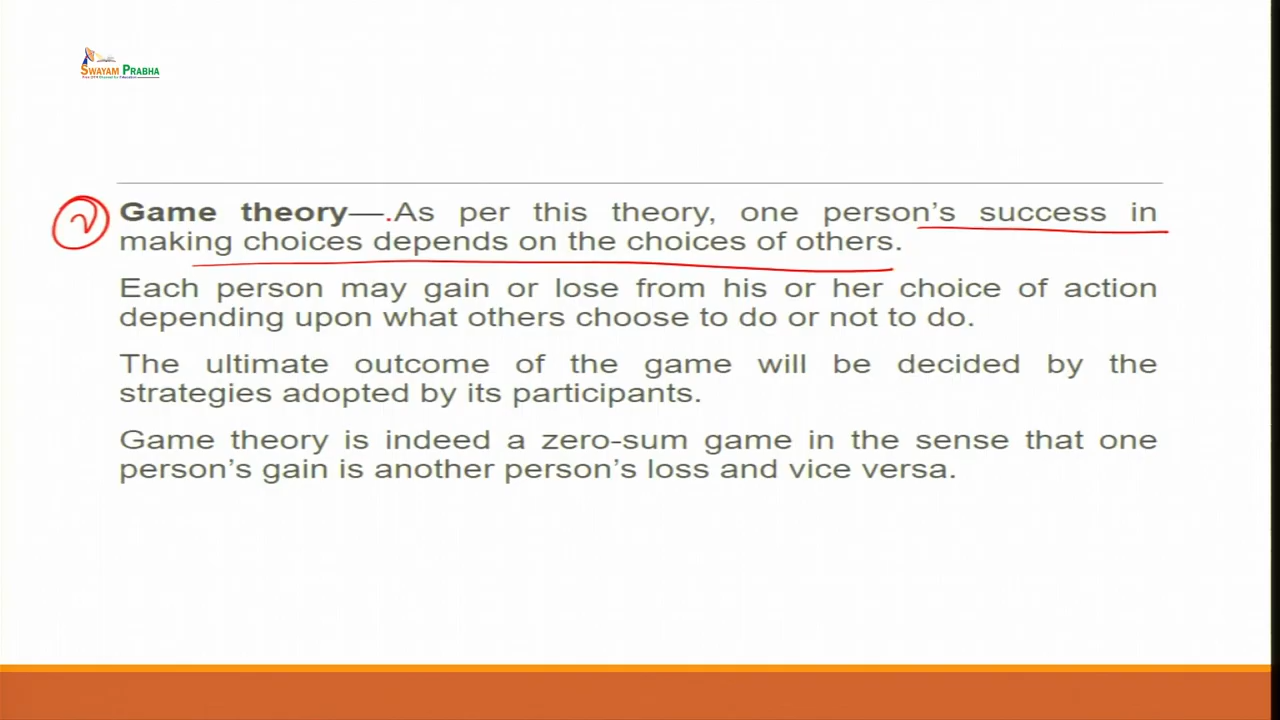 SWAYAM PRABHA
2
Game theory—.As per this theory, one person's success in
making choices depends on the choices of others.
Each person may gain or lose from his or her choice of action
depending upon what others choose to do or not to do.
The ultimate outcome of the game will be decided by the
strategies adopted by its participants.
Game theory is indeed a zero-sum game in the sense that one
person's gain is another person's loss and vice versa.